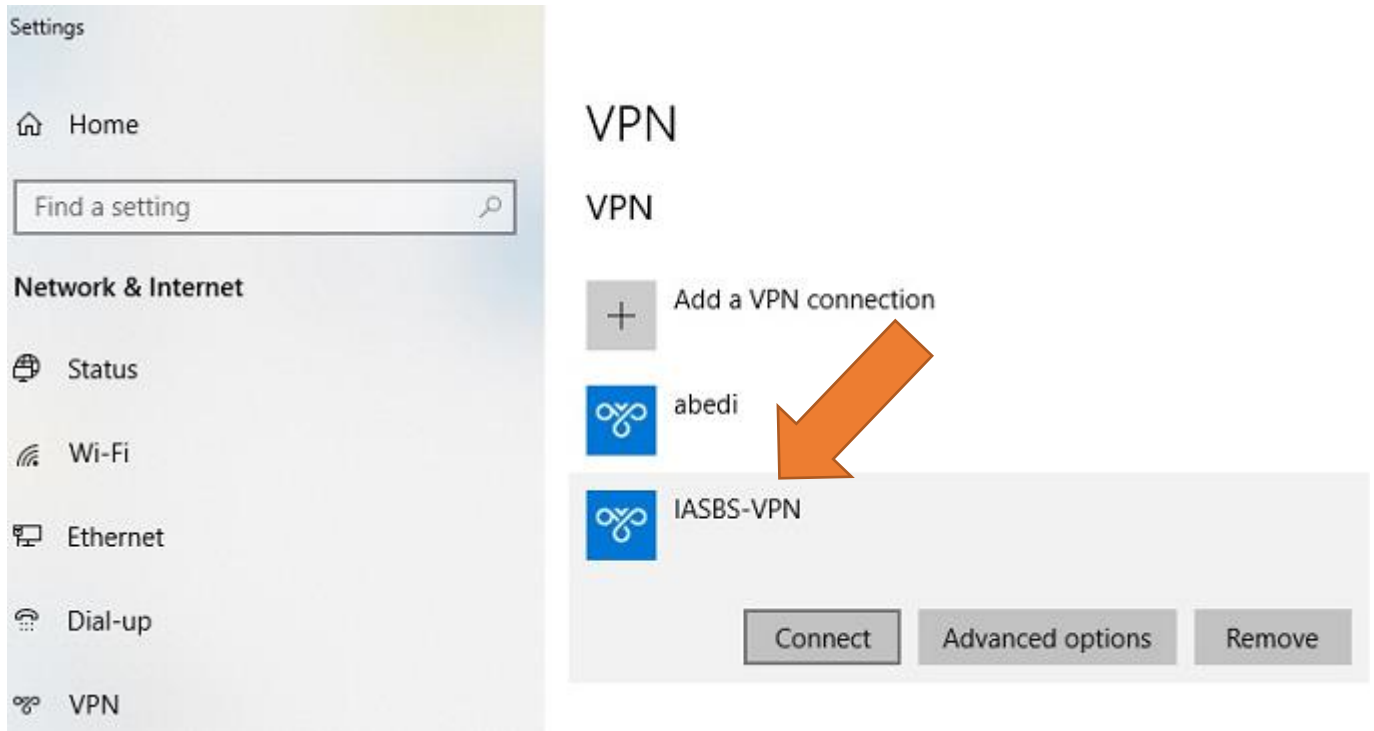 Settings
Home
Find a setting
Network & Internet
Status
Wi-Fi
Ethernet
Dial-up
VPN
VPN
VPN
Add a VPN connection
abedi
IASBS-VPN
Connect
Advanced options
Remove